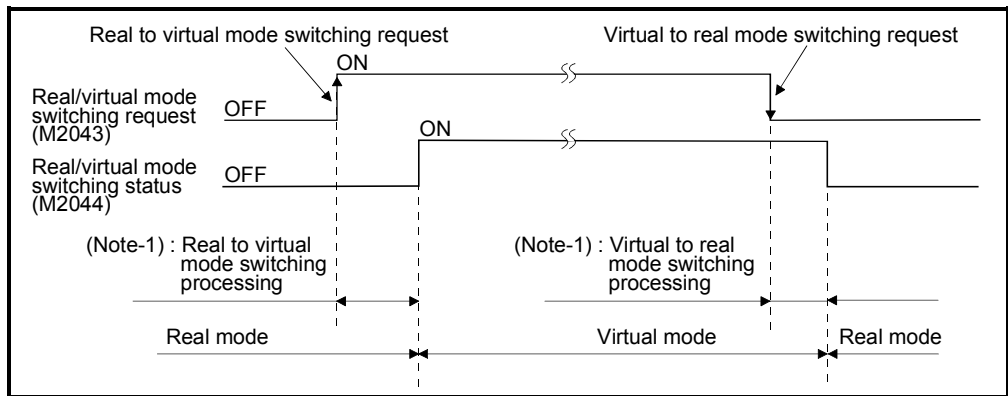 Real to virtual mode switching request
Virtual to real mode switching request
ON
Real/virtual mode
switching request
(M2043)
OFF
ON
Real/virtual mode
switching status
(M2044)
OFF
(Note-1) : Real to virtual
mode switching
processing
(Note-1) : Virtual to real
mode switching
processing
Real mode
Virtual mode
Real mode